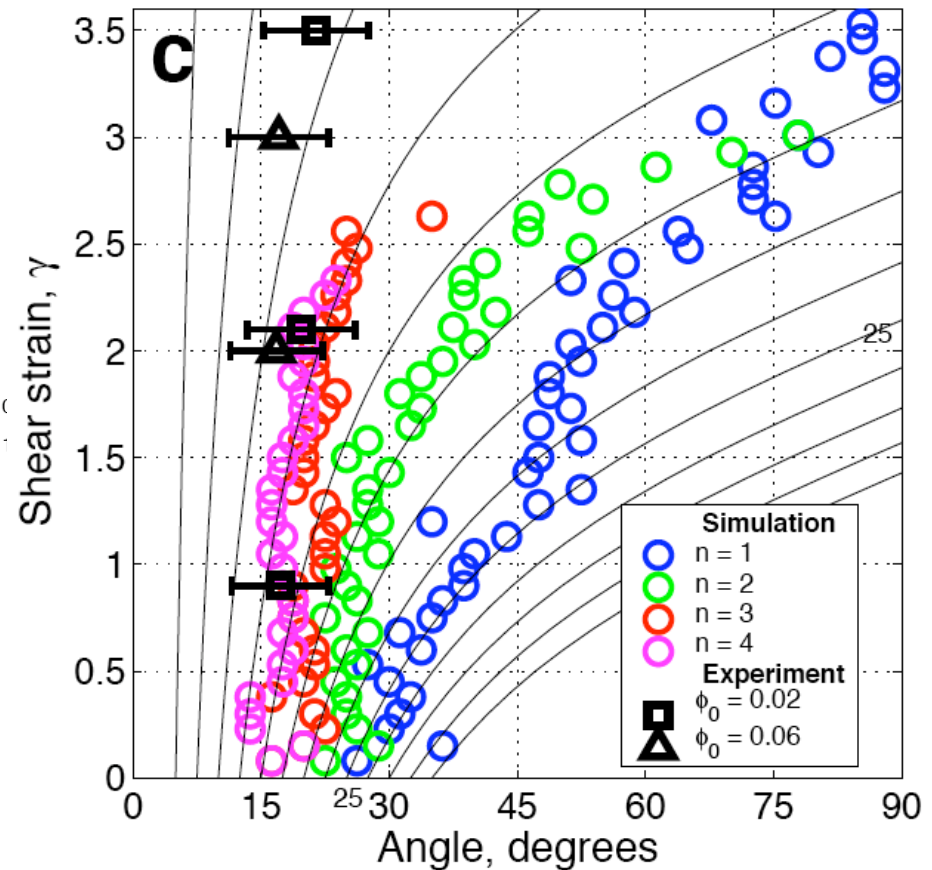 C
3.5
3
2.5
2
1.5
1
0.5
0
Shear strain, γ
25
Simulation
n = 1
n = 2
n = 3
n = 4
Experiment
ϕ₀ = 0.02
ϕ₀ = 0.06
0 15 25 30 45 60 75 90
Angle, degrees